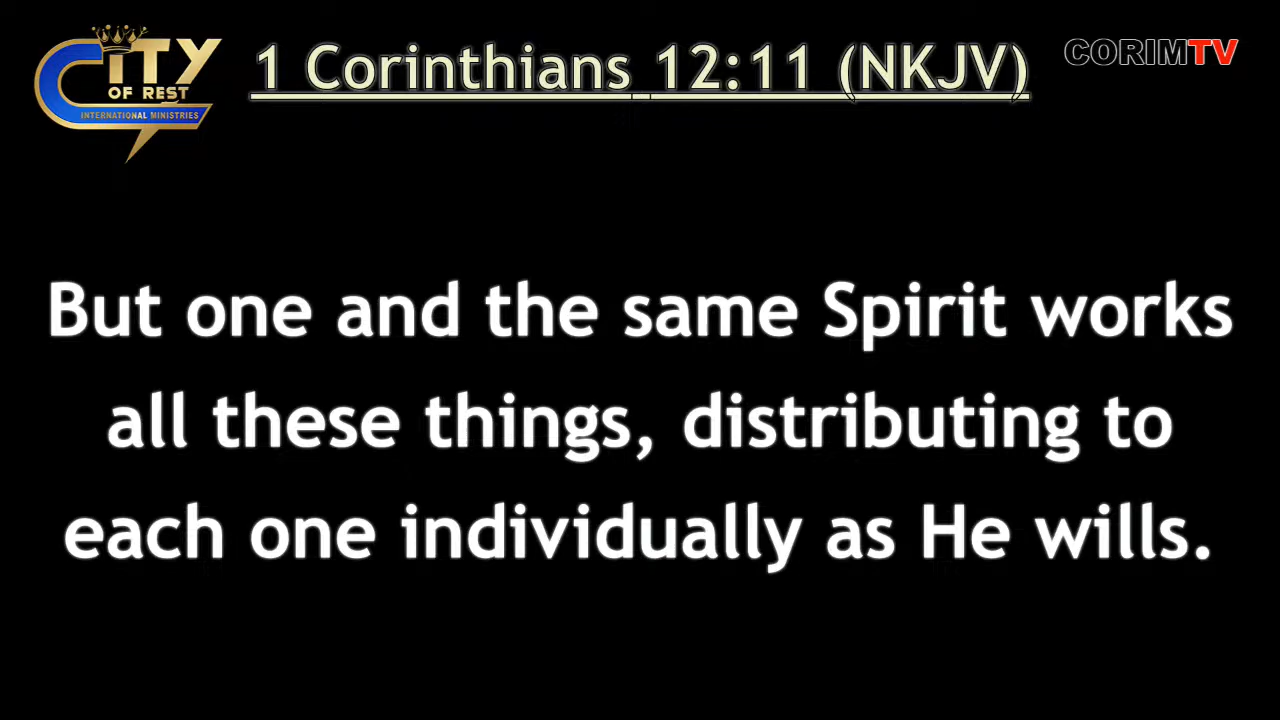 CiTY
OF REST
INTERNATIONAL MINISTRIES
1 Corinthians 12:11 (NKJV)
CORIMTV
But one and the same Spirit works
all these things, distributing to
each one individually as He wills.